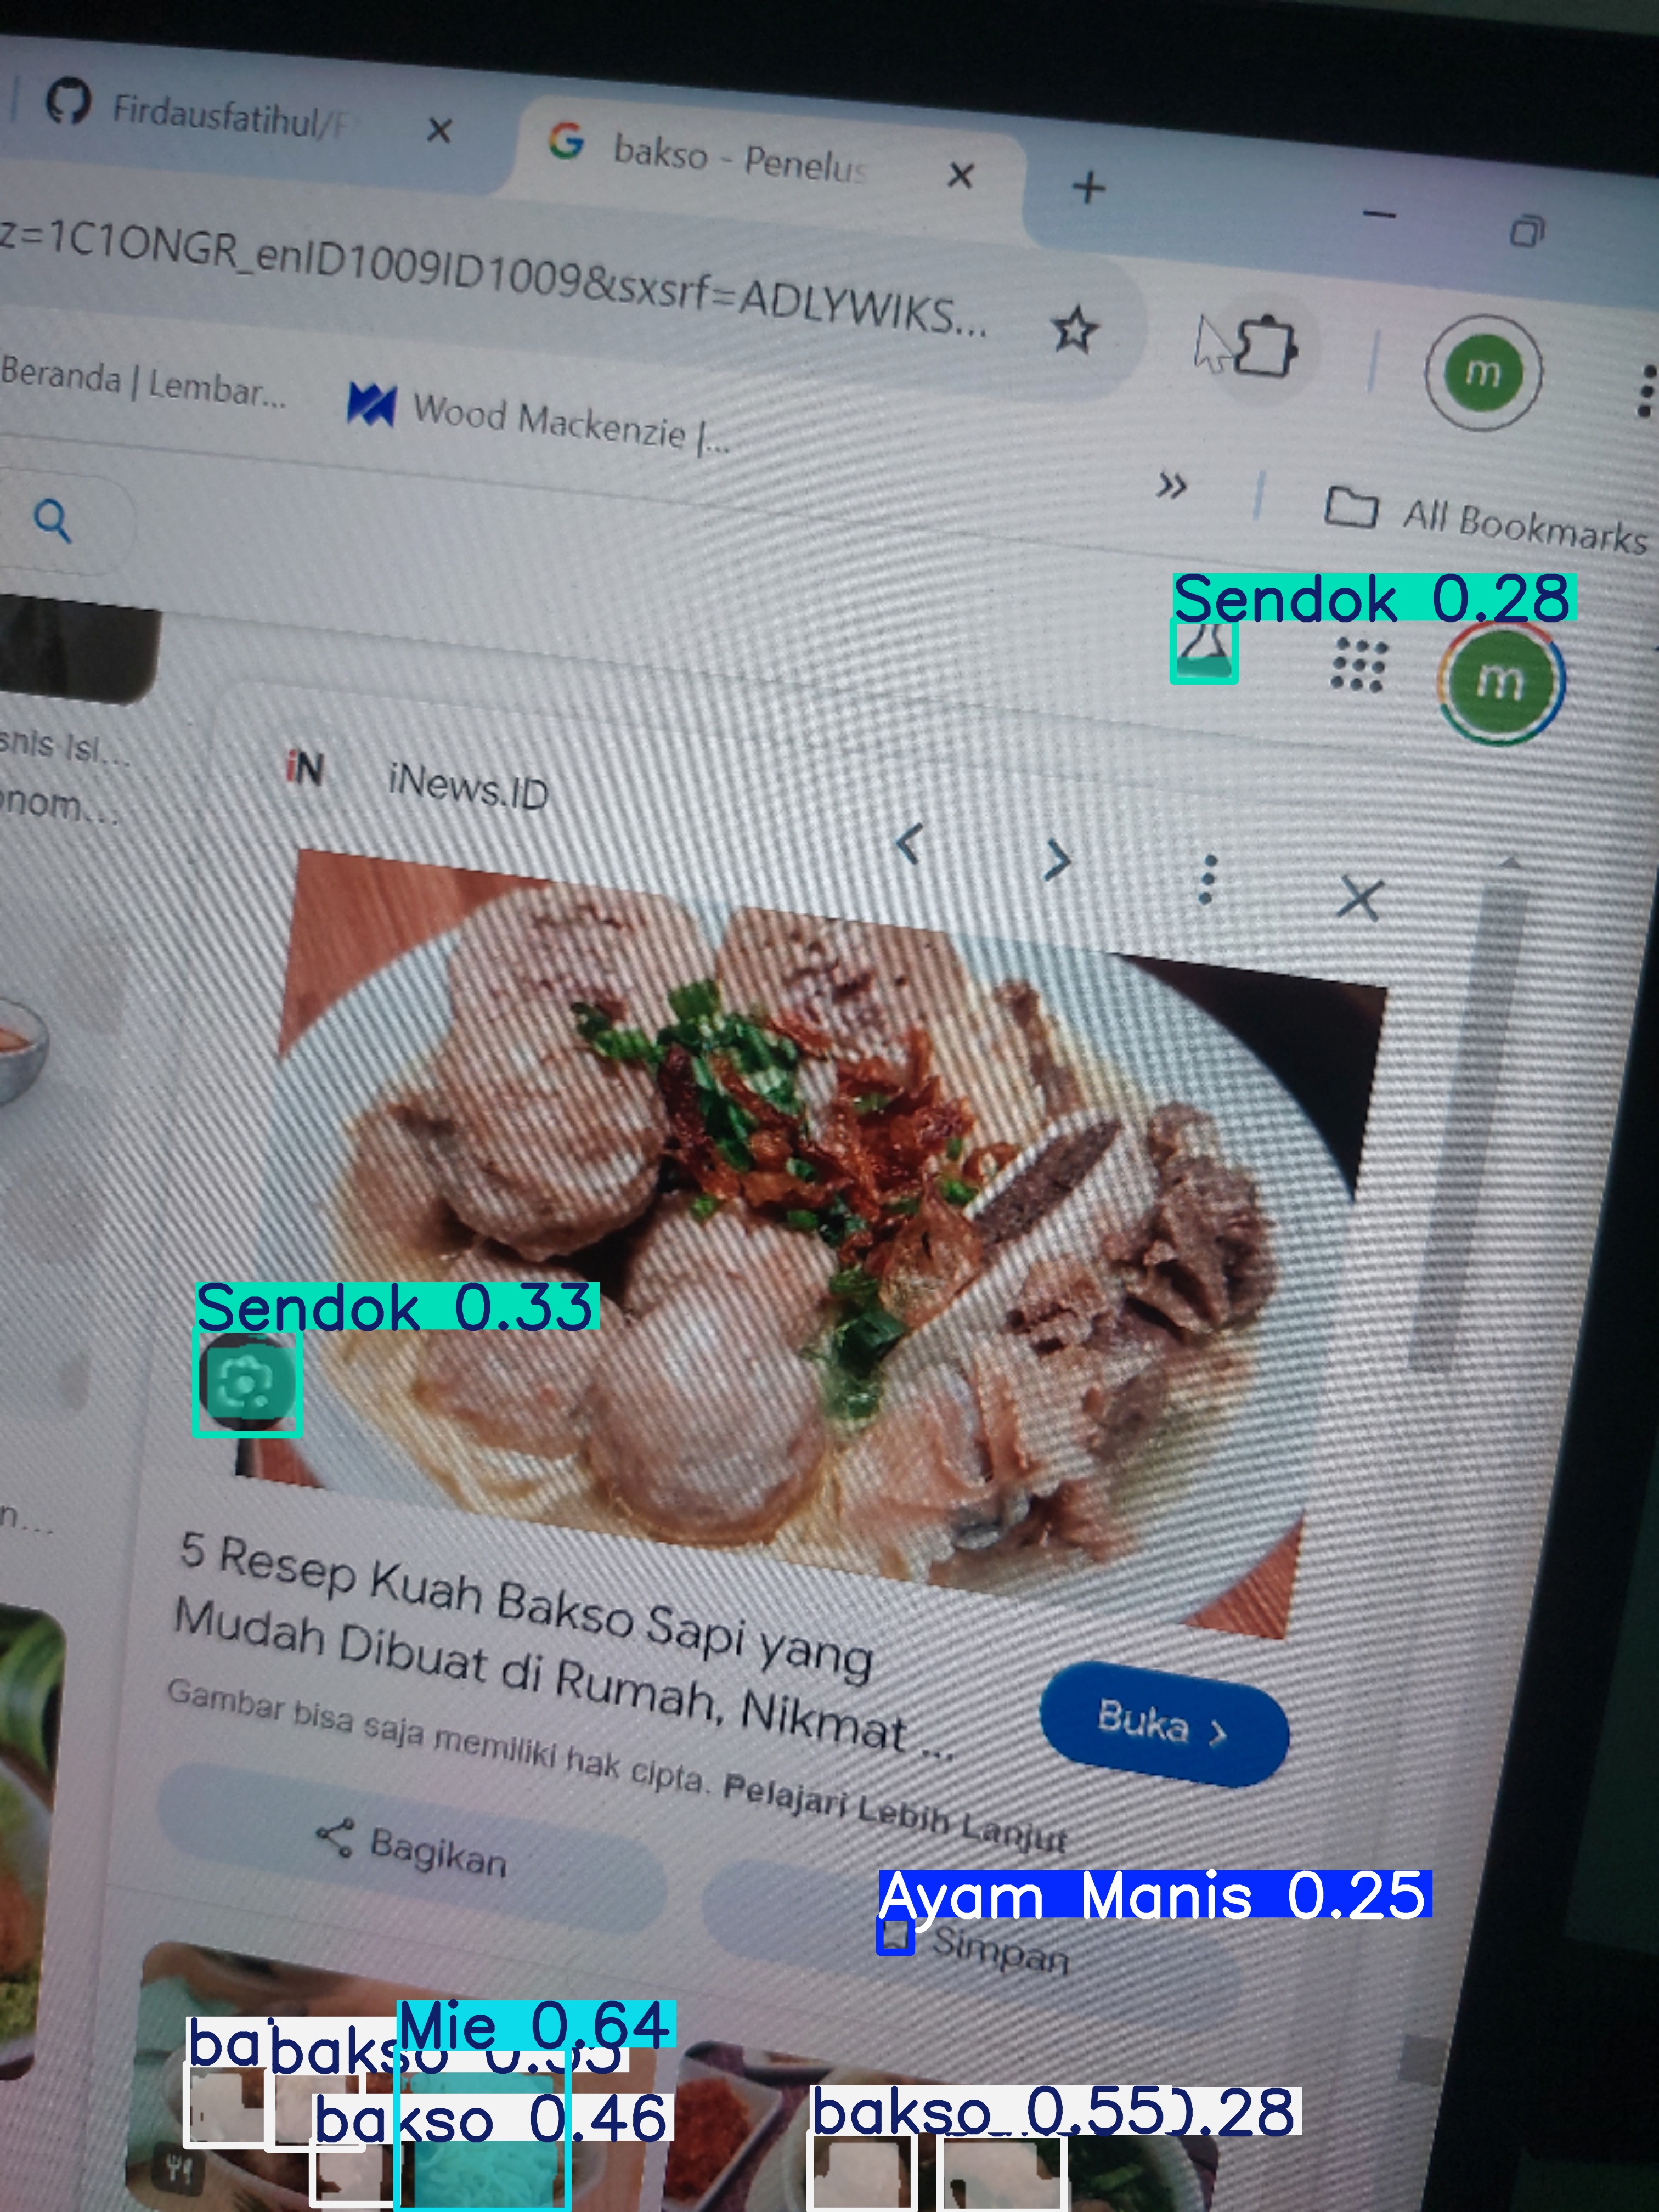 Firdausfatihul/F
bakso - Penelus
z=1C1ONGR_enID1009ID1009&sxsrf=ADLYWIKS...
Beranda | Lembar...
Wood Mackenzie |...
m
All Bookmarks
Sendok 0.28
m
snis Isl...
onom...
iN iNews.ID
Sendok 0.33
n...
5 Resep Kuah Bakso Sapi yang
Mudah Dibuat di Rumah, Nikmat ...
Buka
Gambar bisa saja memiliki hak cipta. Pelajari Lebih Lanjut
Bagikan
Ayam Manis 0.25
Simpan
Mie 0.64
ba
bakso
bakso 0.46
bakso 0.55
0.28